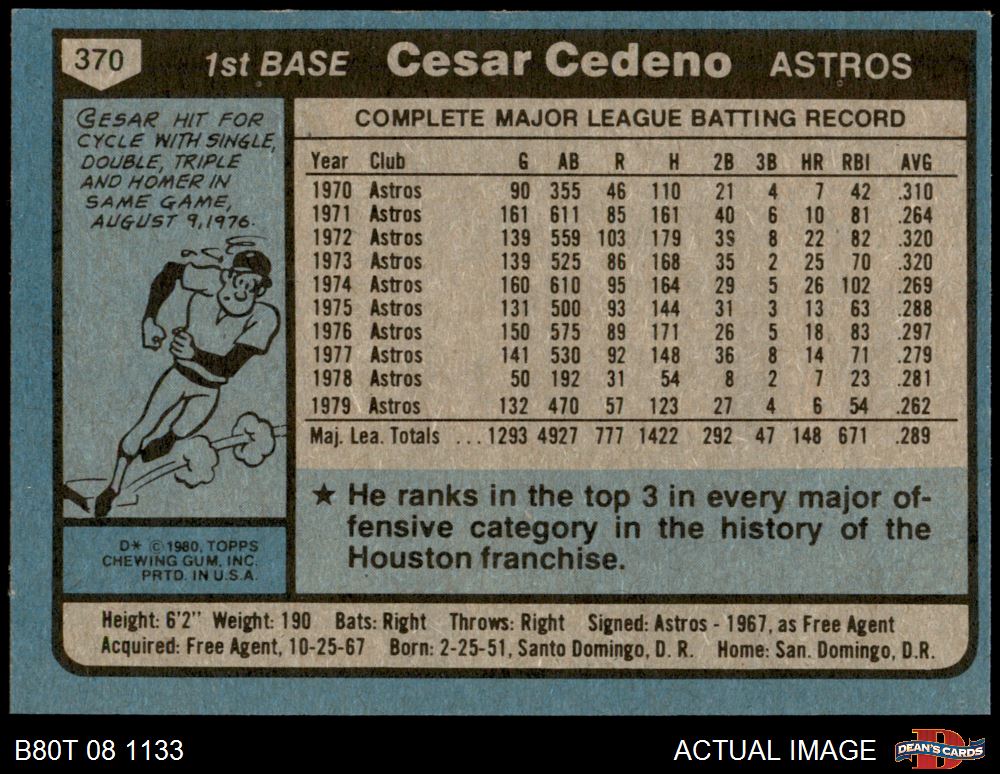 370 1st BASE Cesar Cedeno ASTROS
CESAR HIT FOR
CYCLE WITH SINGLE,
DOUBLE, TRIPLE
AND HOMER IN
SAME GAME,
AUGUST 9, 1976.
COMPLETE MAJOR LEAGUE BATTING RECORD
Year Club G AB R H 2B 3B HR RBI AVG
1970 Astros 90 355 46 110 21 4 7 42 .310
1971 Astros 161 611 85 161 40 6 10 81 .264
1972 Astros 139 559 103 179 39 8 22 82 .320
1973 Astros 139 525 86 168 35 2 25 70 .320
1974 Astros 160 610 95 164 29 5 26 102 .269
1975 Astros 131 500 93 144 31 3 13 63 .288
1976 Astros 150 575 89 171 26 5 18 83 .297
1977 Astros 141 530 92 148 36 8 14 71 .279
1978 Astros 50 192 31 54 8 2 7 23 .281
1979 Astros 132 470 57 123 27 4 6 54 .262
Maj. Lea. Totals ...1293 4927 777 1422 292 47 148 671 .289
★ He ranks in the top 3 in every major of-
fensive category in the history of the
Houston franchise.
D* © 1980, TOPPS
CHEWING GUM, INC.
PRTD. IN U.S.A.
Height: 6'2" Weight: 190 Bats: Right Throws: Right Signed: Astros - 1967, as Free Agent
Acquired: Free Agent, 10-25-67 Born: 2-25-51, Santo Domingo, D. R. Home: San. Domingo, D.R.
B80T 08 1133 ACTUAL IMAGE D DEAN'S CARDS